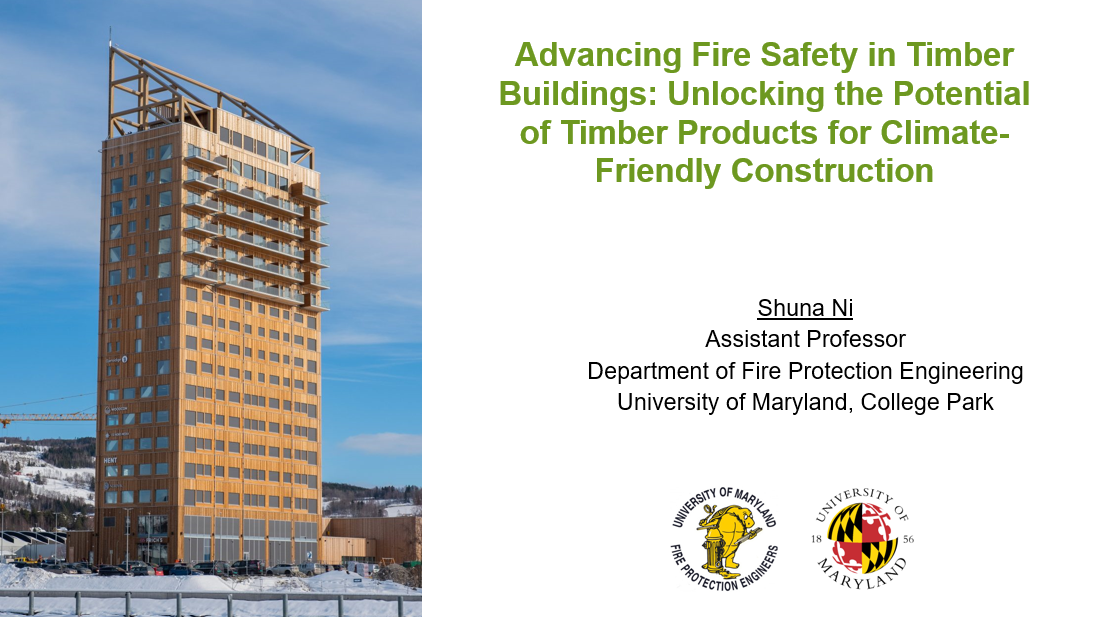 Advancing Fire Safety in Timber
Buildings: Unlocking the Potential
of Timber Products for Climate-
Friendly Construction
Shuna Ni
Assistant Professor
Department of Fire Protection Engineering
University of Maryland, College Park
UNIVERSITY OF MARYLAND
FIRE PROTECTION ENGINEERS
UNIVERSITY OF
18 56
MARYLAND
HENT